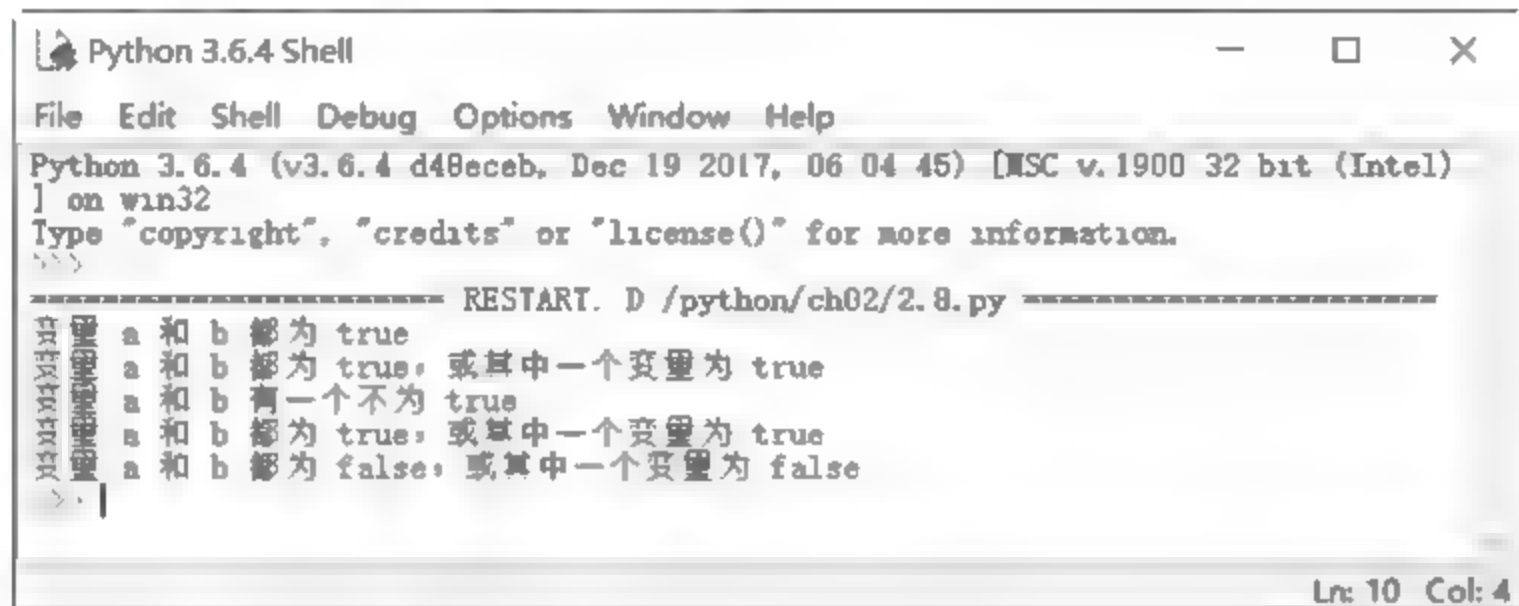 Python 3.6.4 Shell
File Edit Shell Debug Options Window Help
Python 3.6.4 (v3.6.4 d48eceb, Dec 19 2017, 06 04 45) [MSC v.1900 32 bit (Intel)
] on win32
Type "copyright", "credits" or "license()" for more information.
>>>
RESTART. D /python/ch02/2.8.py
变量 a 和 b 都为 true
变量 a 和 b 都为 true，或其中一个变量为 true
变量 a 和 b 有一个不为 true
变量 a 和 b 都为 true，或其中一个变量为 true
变量 a 和 b 都为 false，或其中一个变量为 false
>>>
Ln: 10 Col: 4